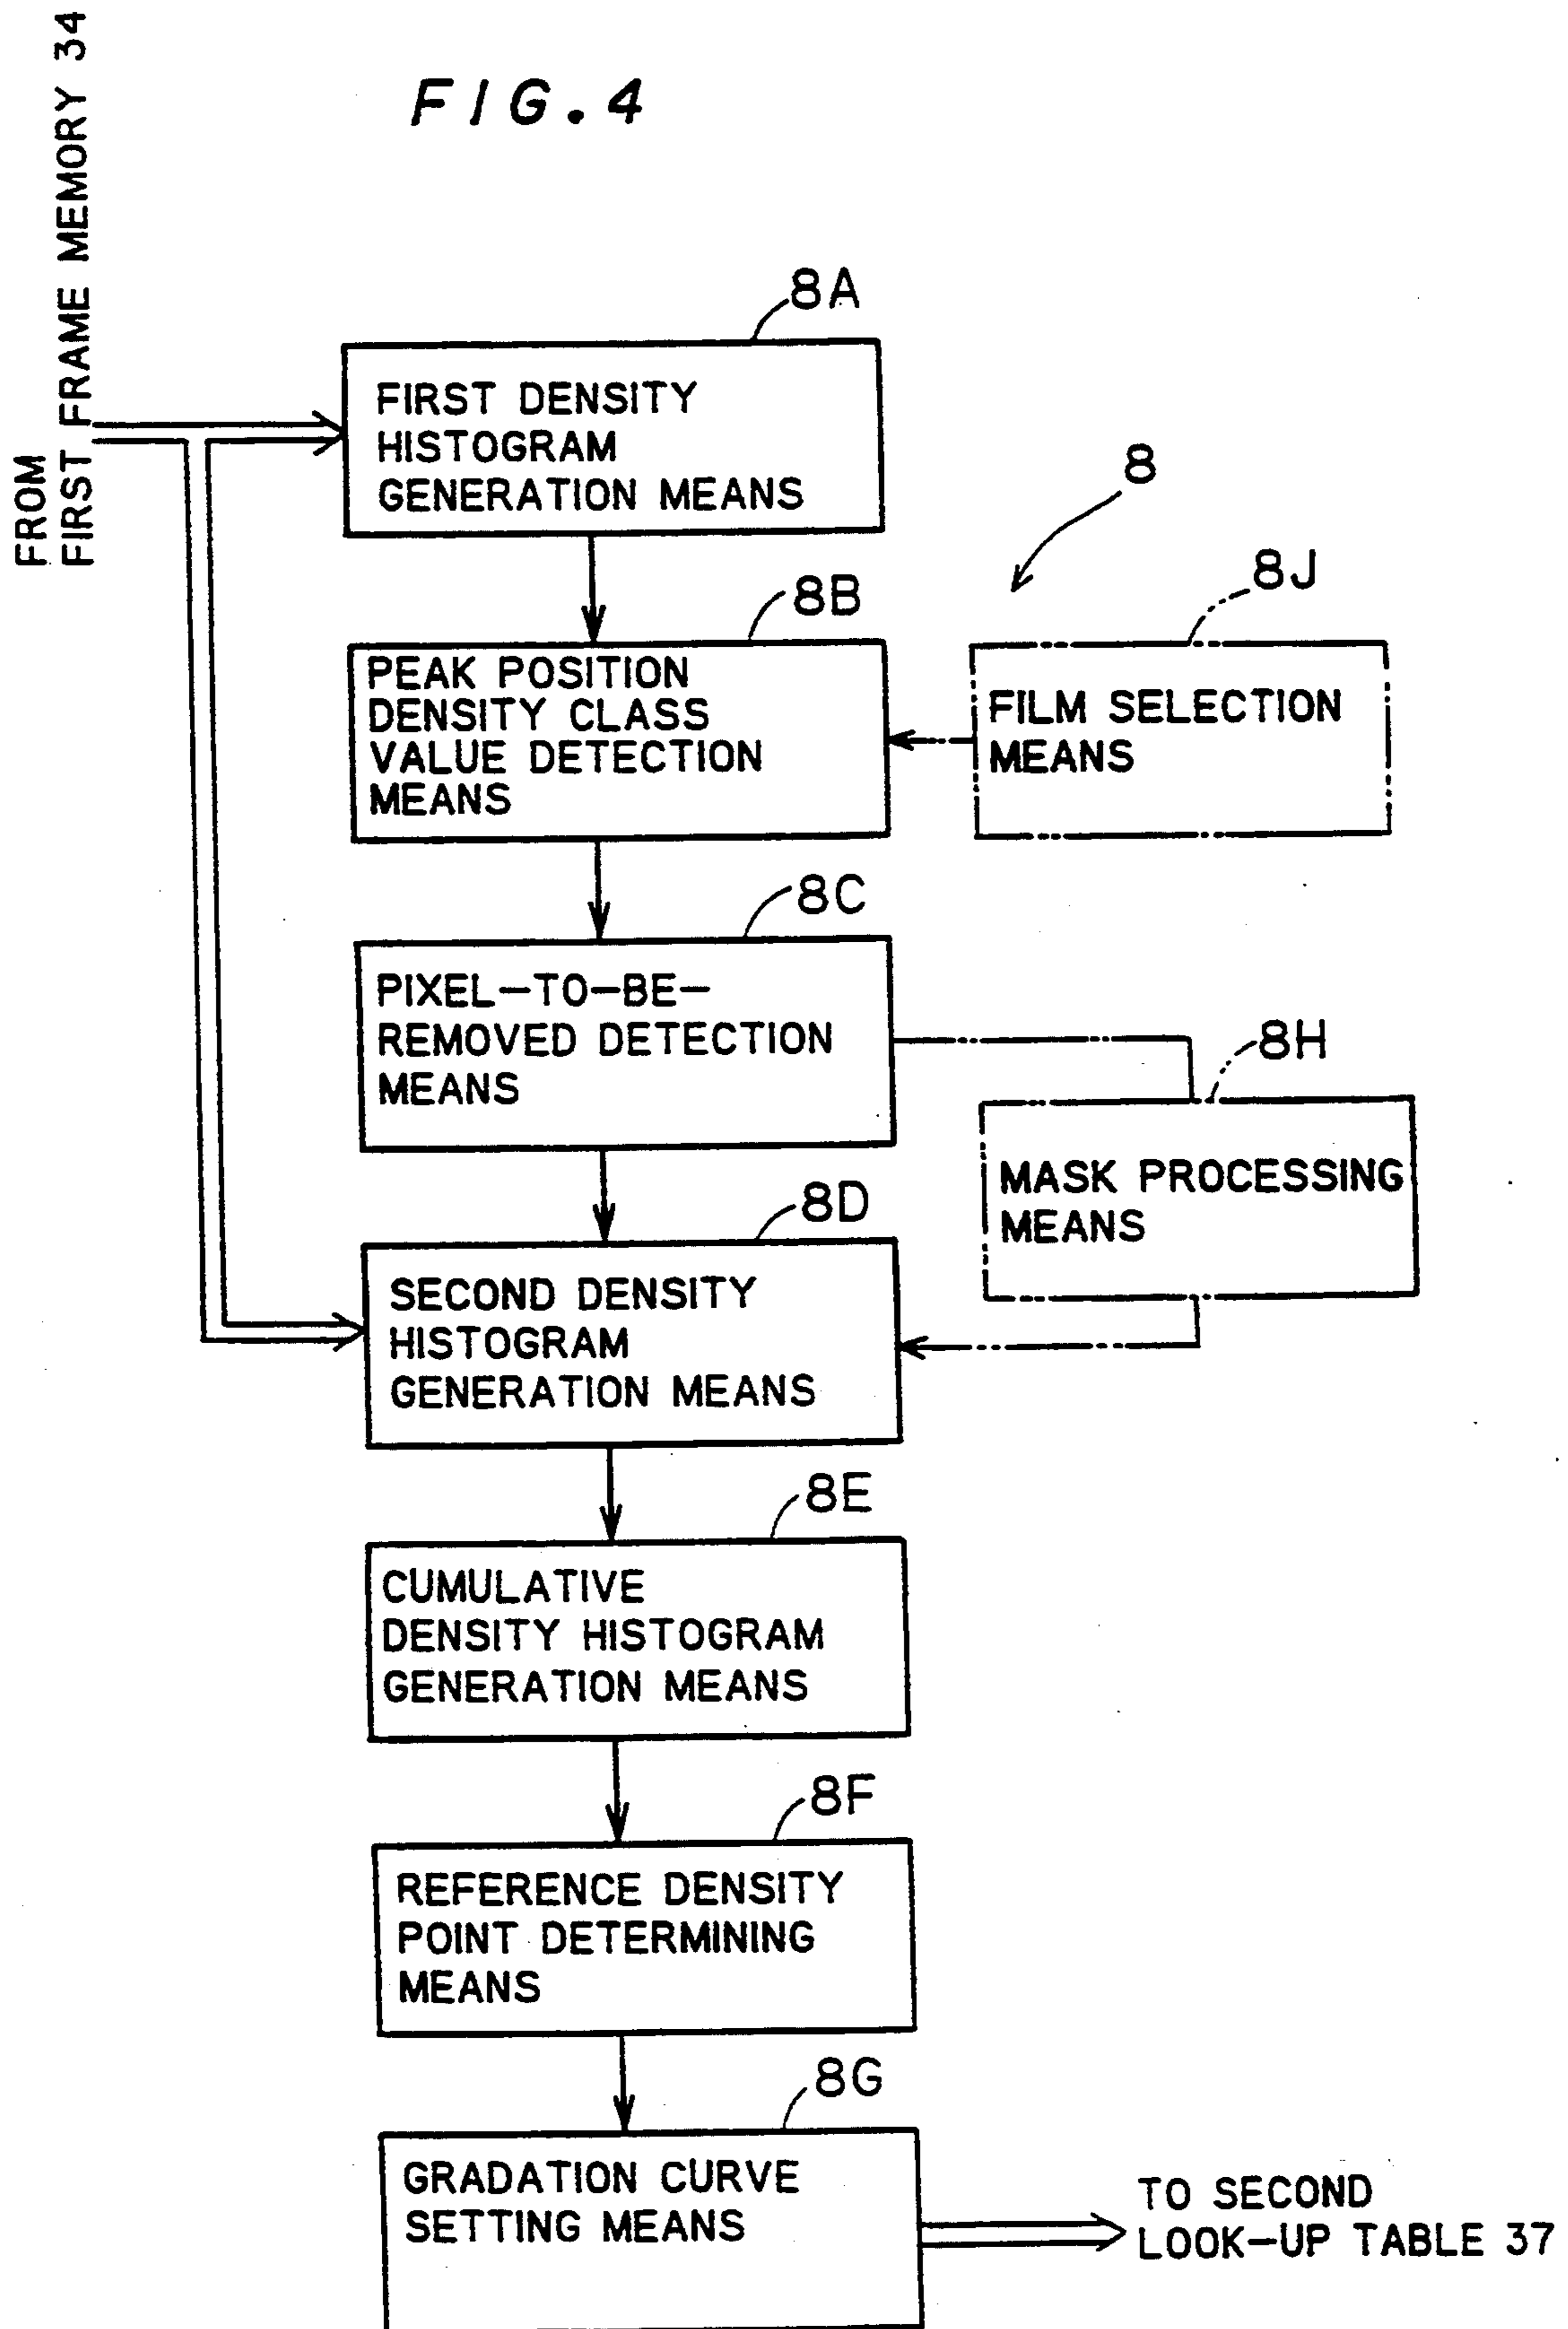 FIG. 4
FROM
FIRST FRAME MEMORY 34
8A
FIRST DENSITY
HISTOGRAM
GENERATION MEANS
8
8B
PEAK POSITION
DENSITY CLASS
VALUE DETECTION
MEANS
8J
FILM SELECTION
MEANS
8C
PIXEL-TO-BE-
REMOVED DETECTION
MEANS
8H
MASK PROCESSING
MEANS
8D
SECOND DENSITY
HISTOGRAM
GENERATION MEANS
8E
CUMULATIVE
DENSITY HISTOGRAM
GENERATION MEANS
8F
REFERENCE DENSITY
POINT DETERMINING
MEANS
8G
GRADATION CURVE
SETTING MEANS
TO SECOND
LOOK-UP TABLE 37